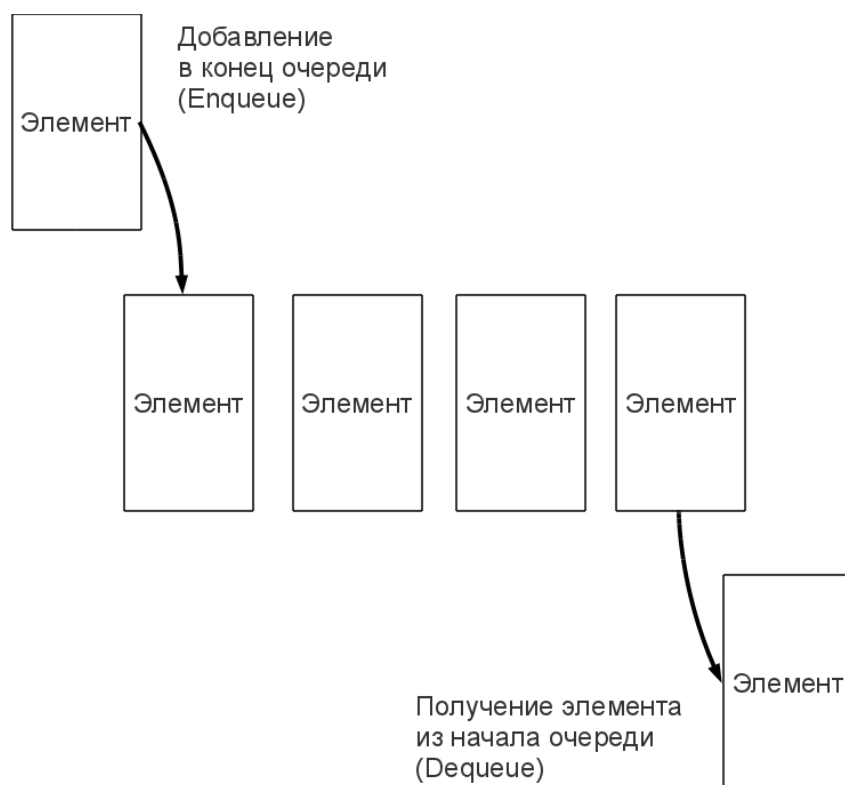 Добавление
в конец очереди
(Enqueue)
Элемент
Элемент
Элемент
Элемент
Элемент
Элемент
Получение элемента
из начала очереди
(Dequeue)